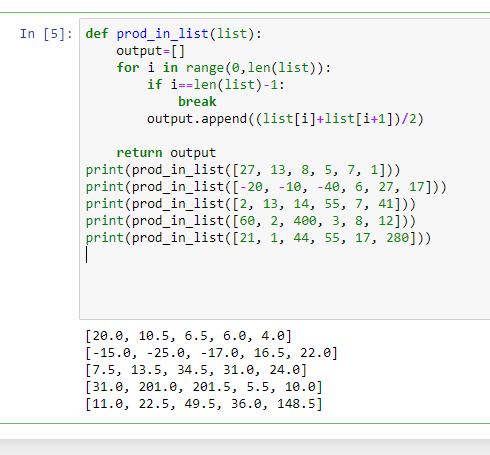 In [5]: def prod_in_list(list):
output=[]
for i in range(0,len(list)):
if i==len(list)-1:
break
output.append((list[i]+list[i+1])/2)
return output
print(prod_in_list([27, 13, 8, 5, 7, 1]))
print(prod_in_list([-20, -10, -40, 6, 27, 17]))
print(prod_in_list([2, 13, 14, 55, 7, 41]))
print(prod_in_list([60, 2, 400, 3, 8, 12]))
print(prod_in_list([21, 1, 44, 55, 17, 280]))
[20.0, 10.5, 6.5, 6.0, 4.0]
[-15.0, -25.0, -17.0, 16.5, 22.0]
[7.5, 13.5, 34.5, 31.0, 24.0]
[31.0, 201.0, 201.5, 5.5, 10.0]
[11.0, 22.5, 49.5, 36.0, 148.5]